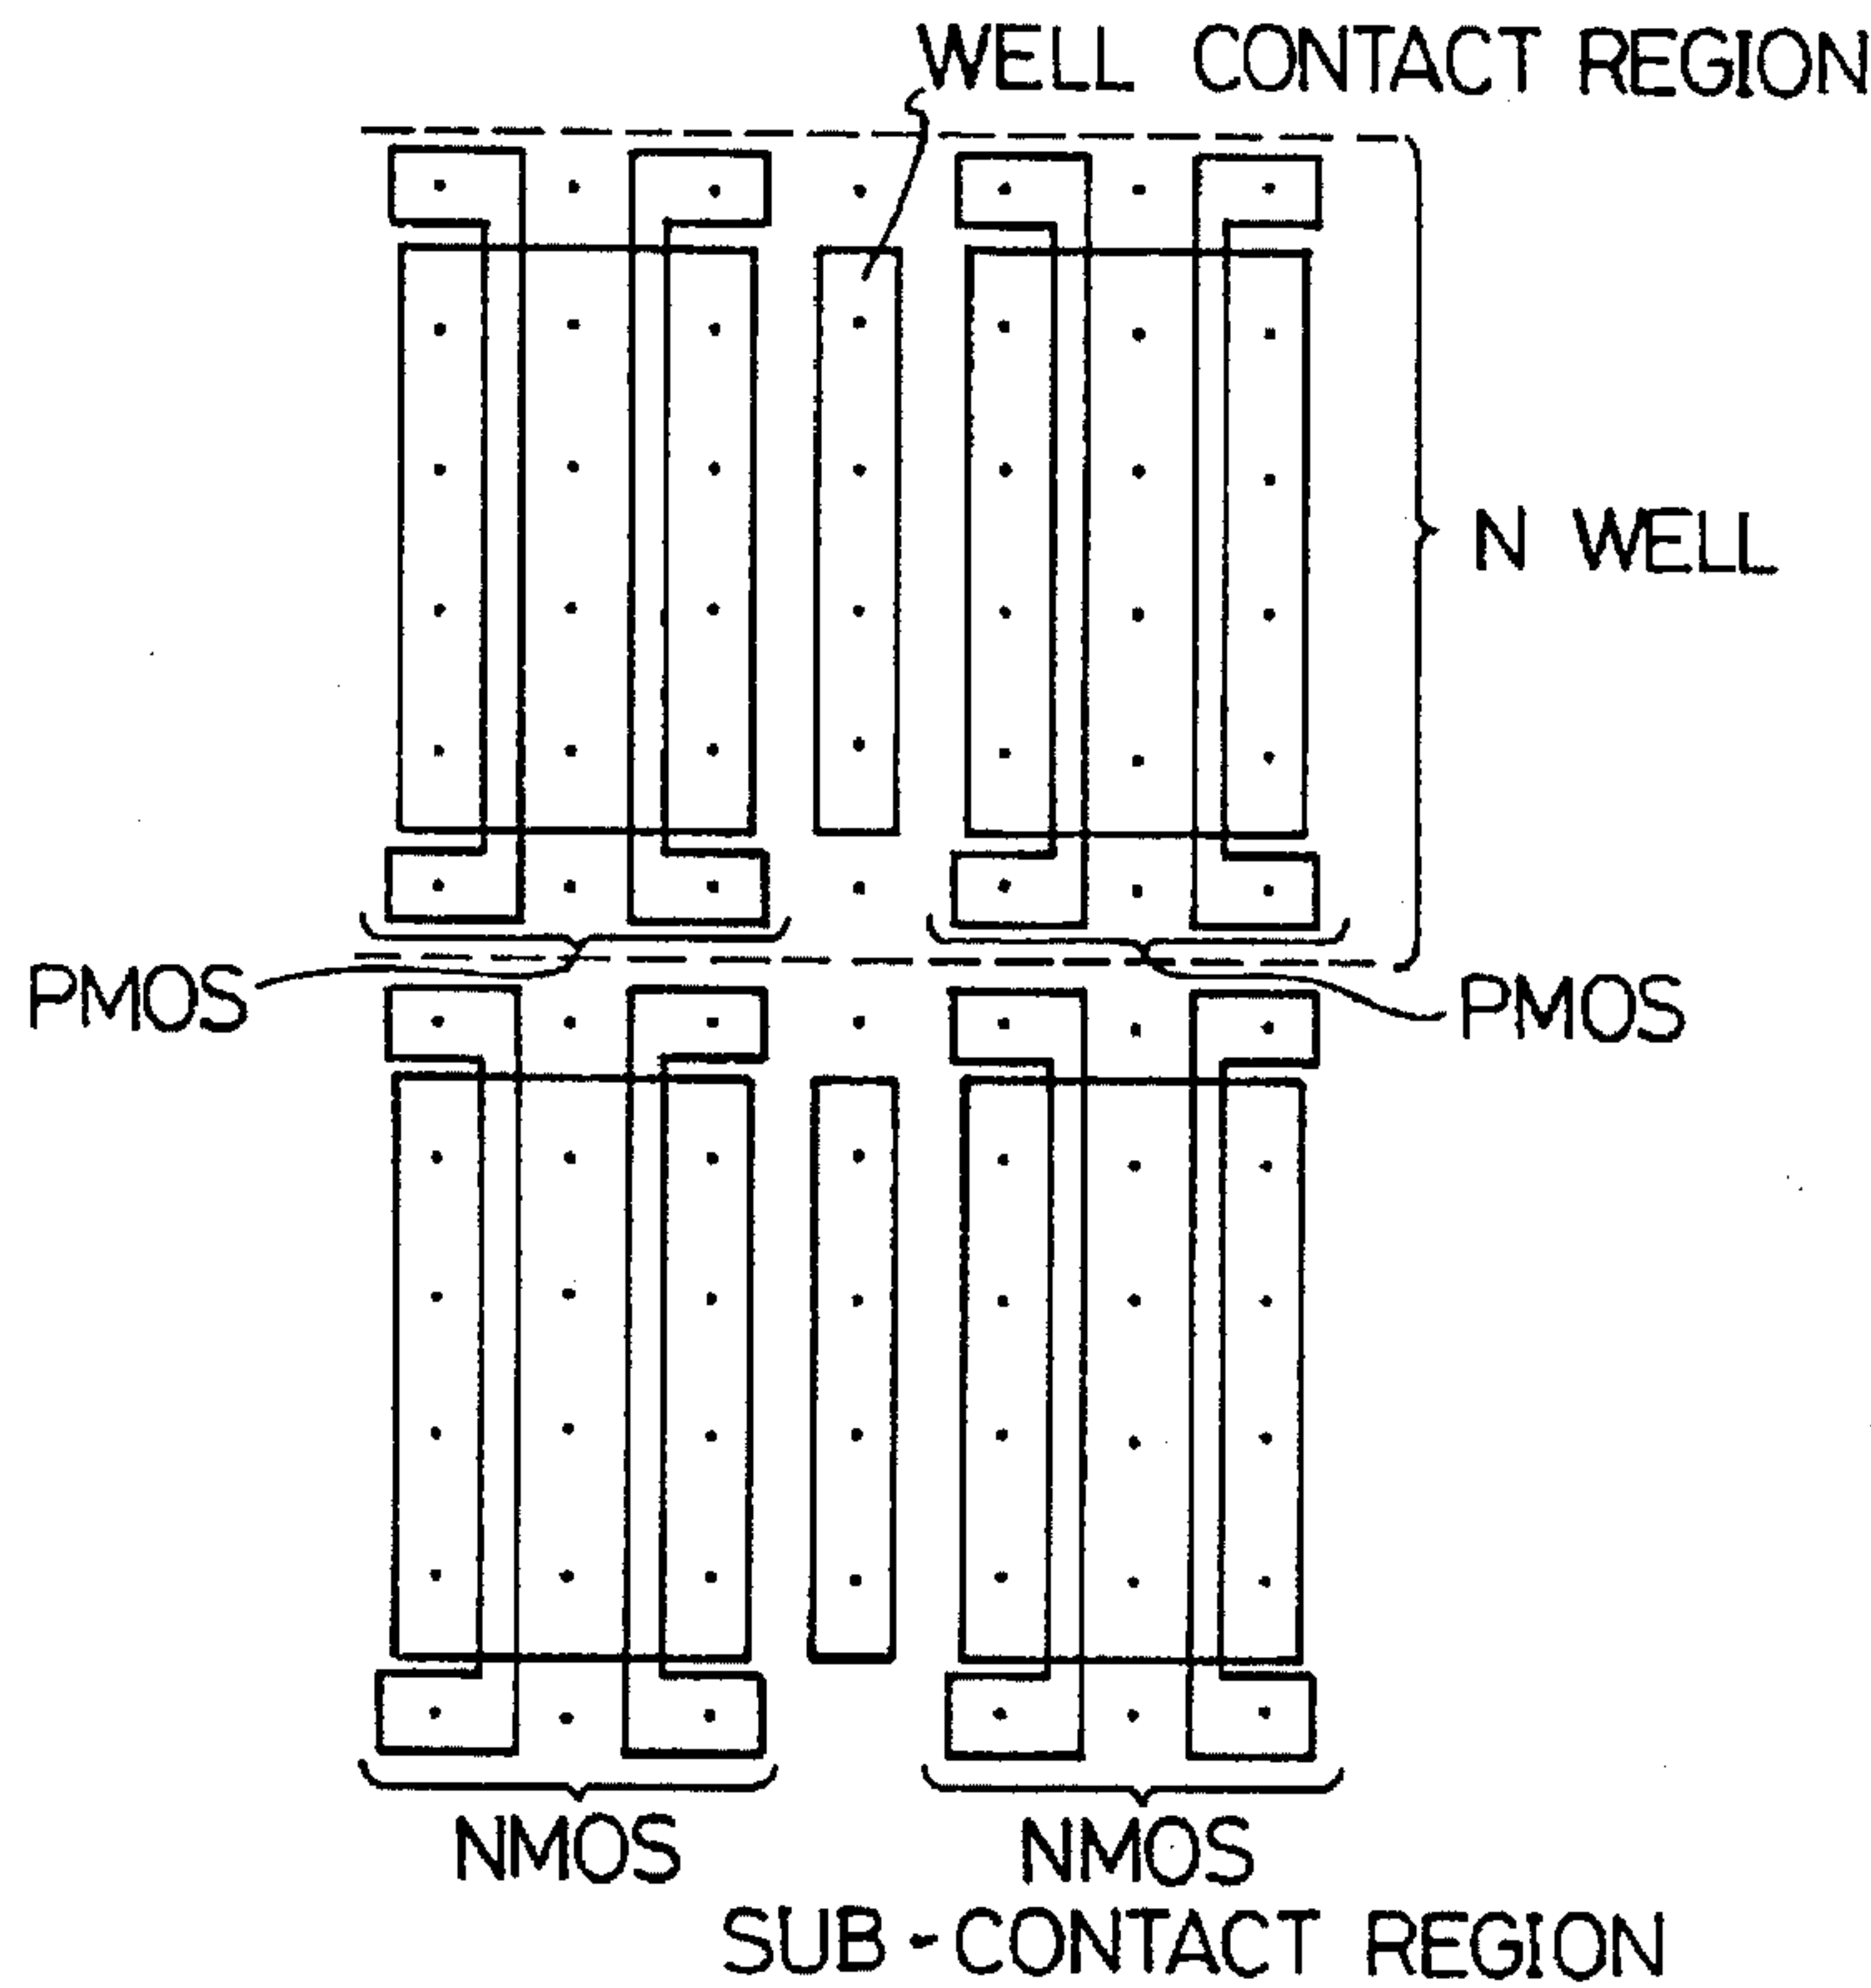 WELL CONTACT REGION
N WELL
PMOS
PMOS
NMOS
NMOS
SUB-CONTACT REGION